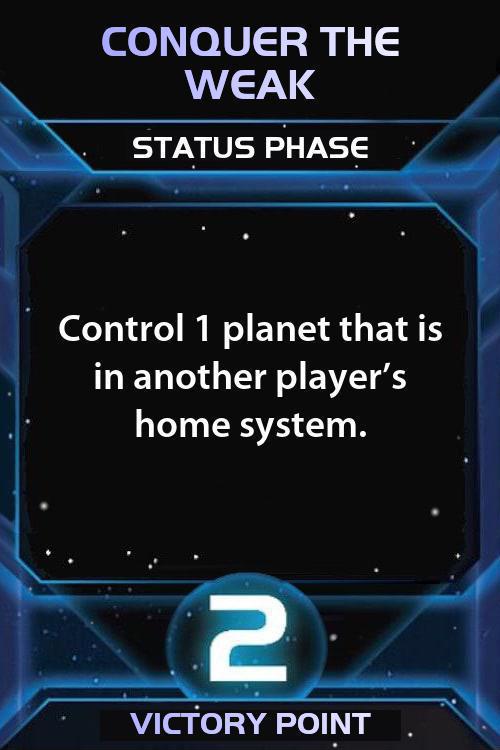 CONQUER THE
WEAK
STATUS PHASE
Control 1 planet that is
in another player’s
home system.
2
VICTORY POINT